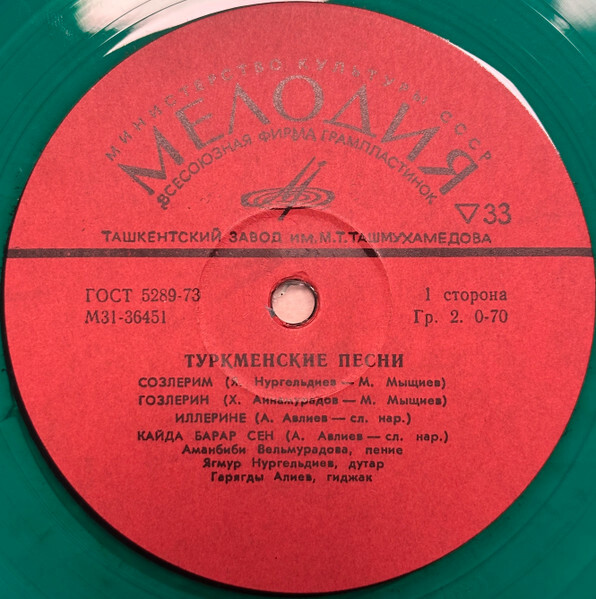 МИНИСТЕРСТВО КУЛЬТУРЫ СССР
МЕЛОДИЯ
ВСЕСОЮЗНАЯ ФИРМА ГРАМПЛАСТИНОК
33
ТАШКЕНТСКИЙ ЗАВОД им. М.Т. ТАШМУХАМЕДОВА
ГОСТ 5289-73
М31-36451
1 сторона
Гр. 2. 0-70
ТУРКМЕНСКИЕ ПЕСНИ
СОЗЛЕРИМ (Х. Нургельдиев — М. Мыщиев)
ГОЗЛЕРИН (Х. Аннамурадов — М. Мыщиев)
ИЛЛЕРИНЕ (А. Авлиев — сл. нар.)
КАЙДА БАРАР СЕН (А. Авлиев — сл. нар.)
Аманбиби Вельмурадова, пение
Ягмур Нургельдиев, дутар
Гарягды Алиев, гиджак